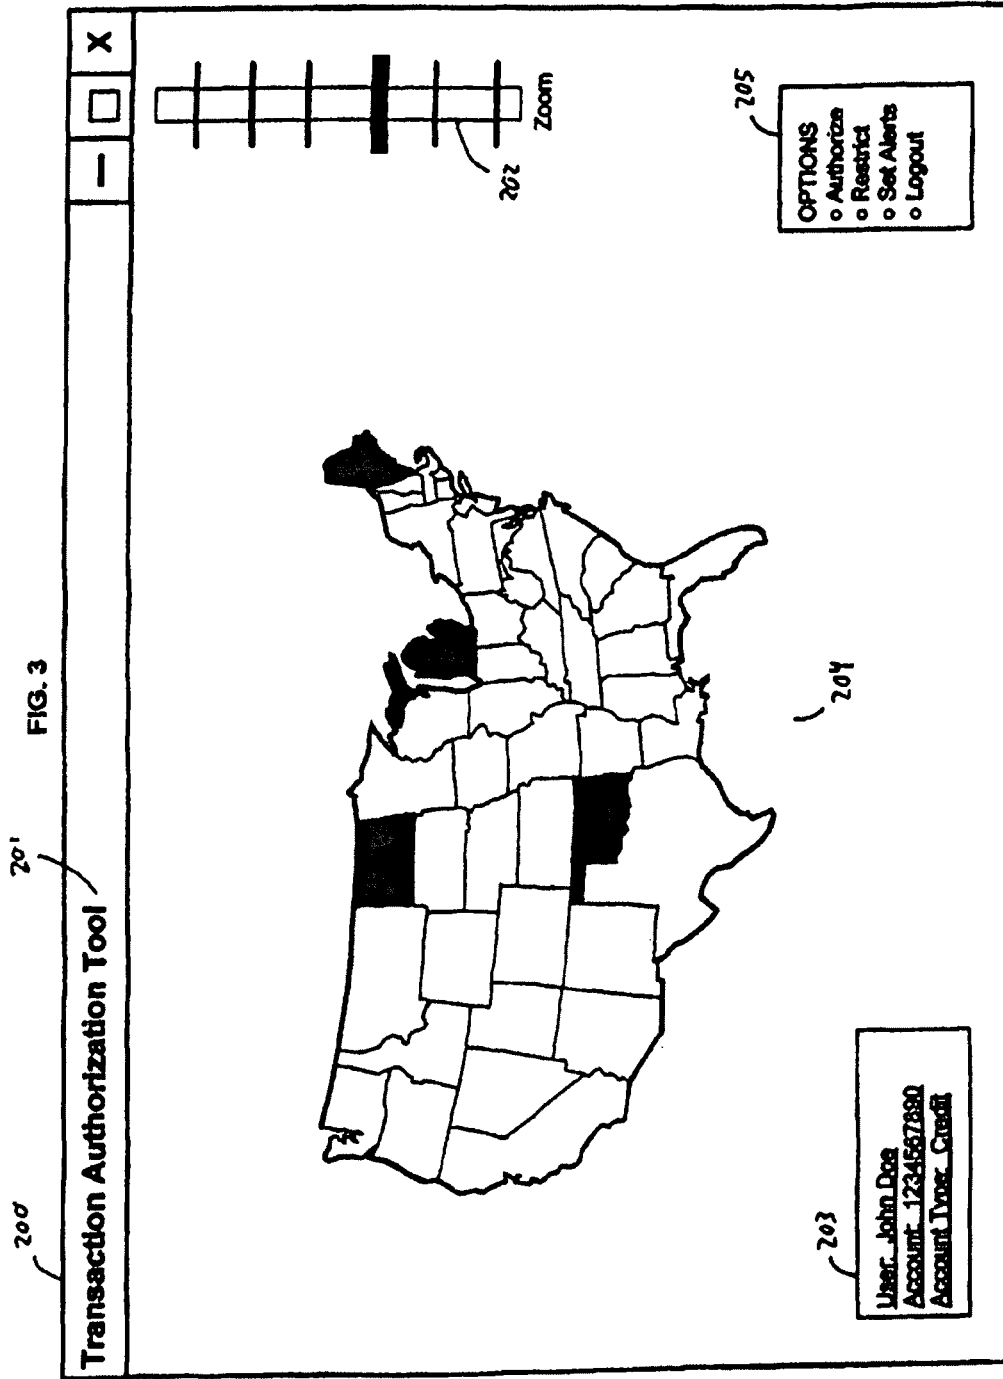 FIG. 3
200
201
Transaction Authorization Tool
X
202
Zoom
203
User: John Doe
Account: 1234567890
Account Type: Credit
204
205
OPTIONS
o Authorize
o Restrict
o Set Alerts
o Logout